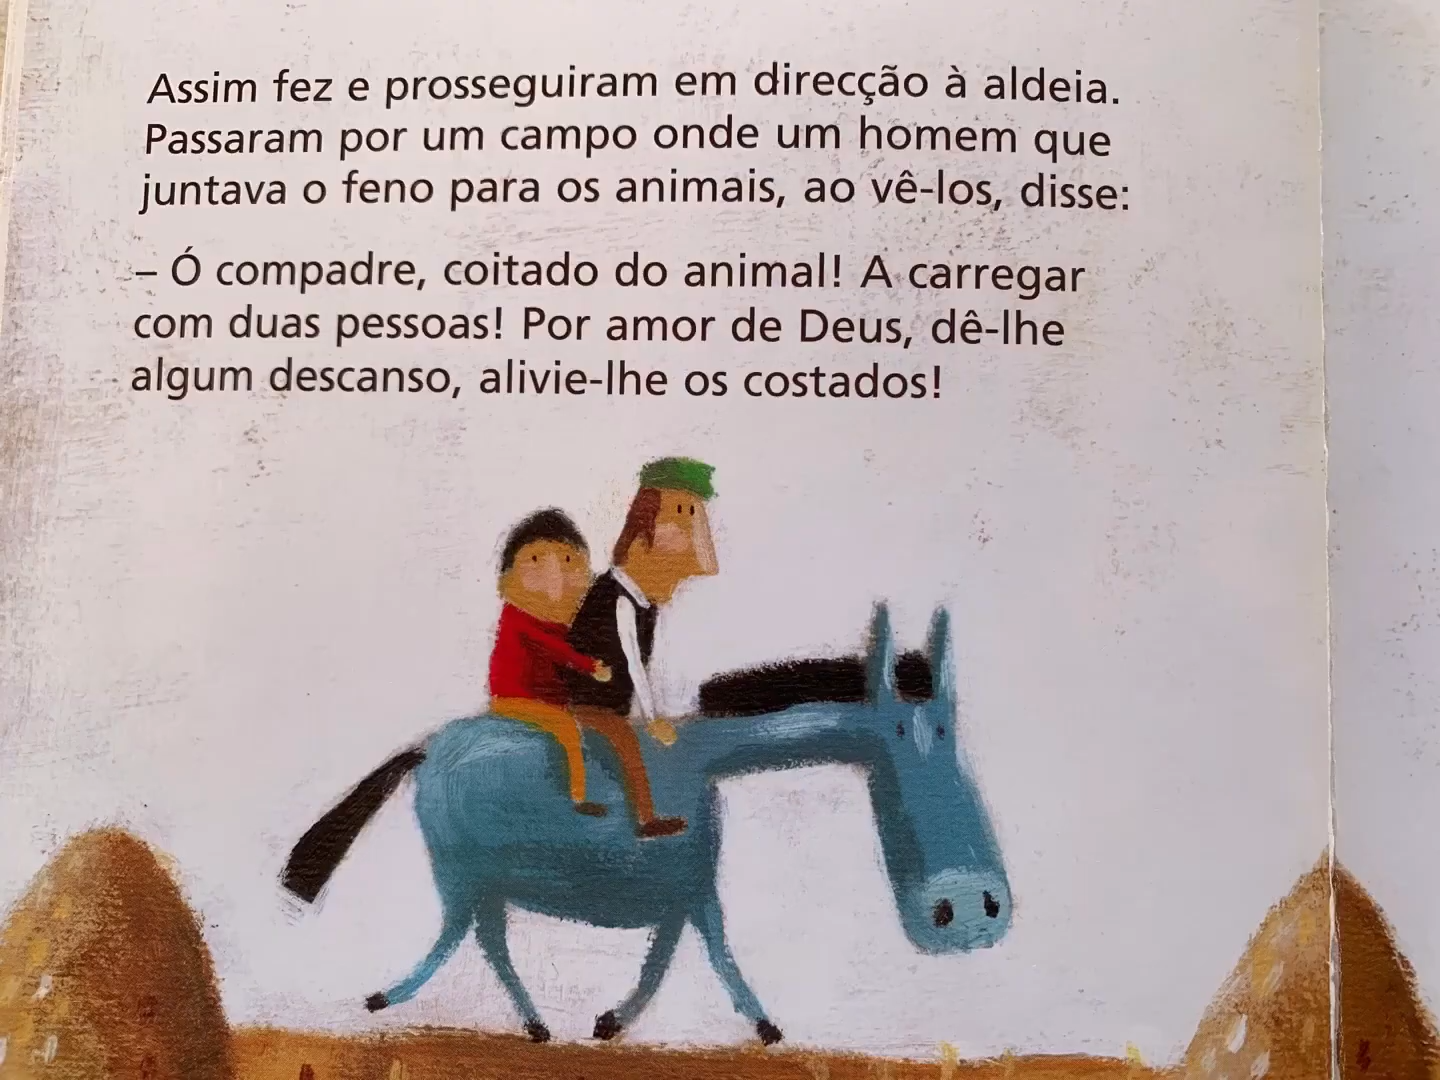 Assim fez e prosseguiram em direcção à aldeia.
Passaram por um campo onde um homem que
juntava o feno para os animais, ao vê-los, disse:
– Ó compadre, coitado do animal! A carregar
com duas pessoas! Por amor de Deus, dê-lhe
algum descanso, alivie-lhe os costados!